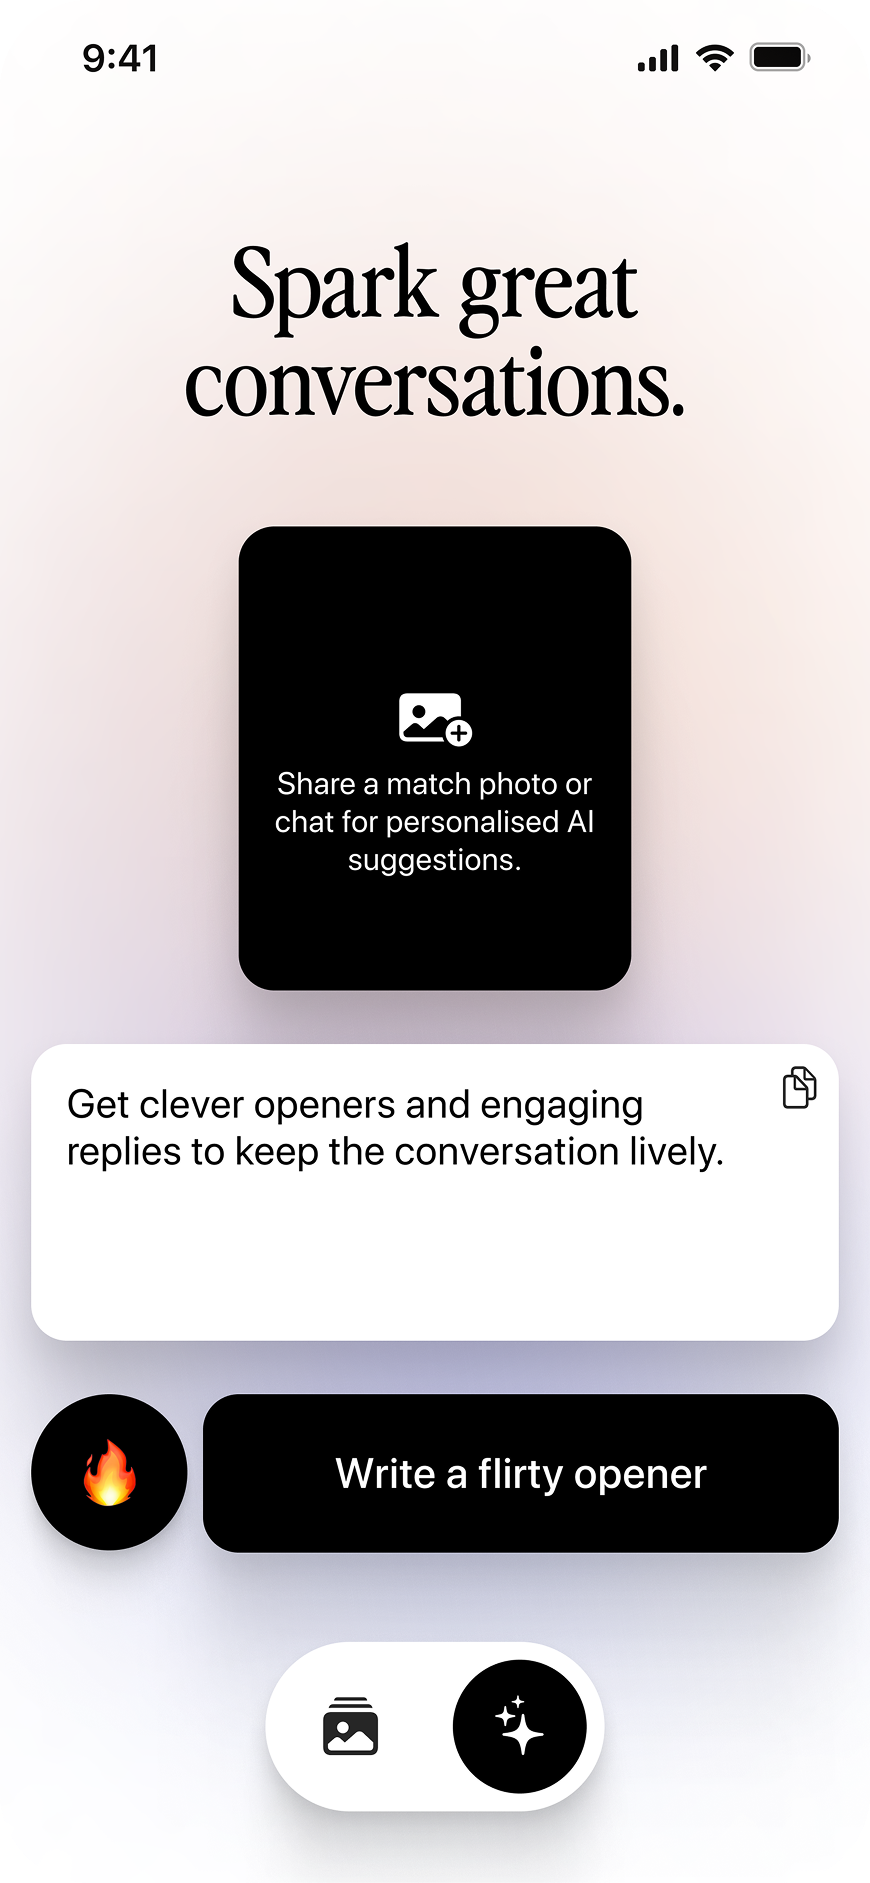 9:41
Spark great
conversations.
Share a match photo or
chat for personalised AI
suggestions.
Get clever openers and engaging
replies to keep the conversation lively.
Write a flirty opener